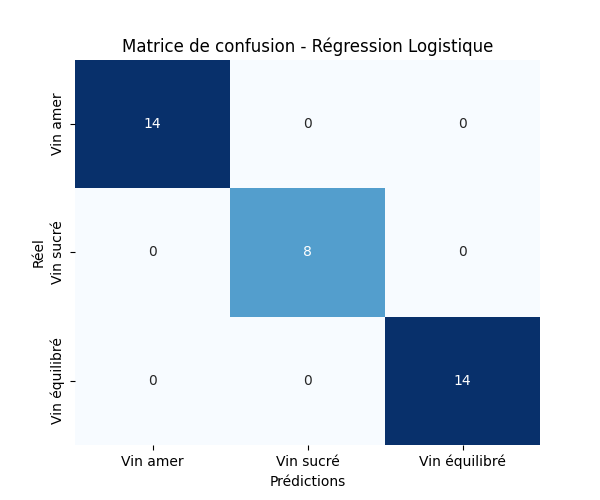 Matrice de confusion - Régression Logistique
Réel
Vin amer
14 0 0
Vin sucré
0 8 0
Vin équilibré
0 0 14
Vin amer Vin sucré Vin équilibré
Prédictions